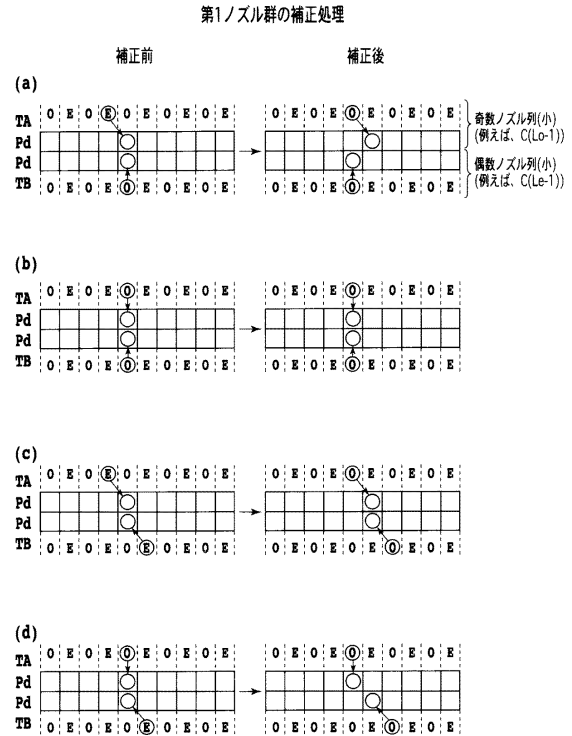 第1ノズル群の補正処理
補正前 補正後
(a)
TA O E O E O E O E O E O E O E O E O E O E 奇数ノズル列(小)
Pd (例えば、C(Lo-1))
Pd 偶数ノズル列(小)
TB O E O E O E O E O E O E O E O E O E O E (例えば、C(Le-1))
(b)
TA O E O E O E O E O E O E O E O E O E O E
Pd
Pd
TB O E O E O E O E O E O E O E O E O E O E
(c)
TA O E O E O E O E O E O E O E O E O E O E
Pd
Pd
TB O E O E O E O E O E O E O E O E O E O E
(d)
TA O E O E O E O E O E O E O E O E O E O E
Pd
Pd
TB O E O E O E O E O E O E O E O E O E O E